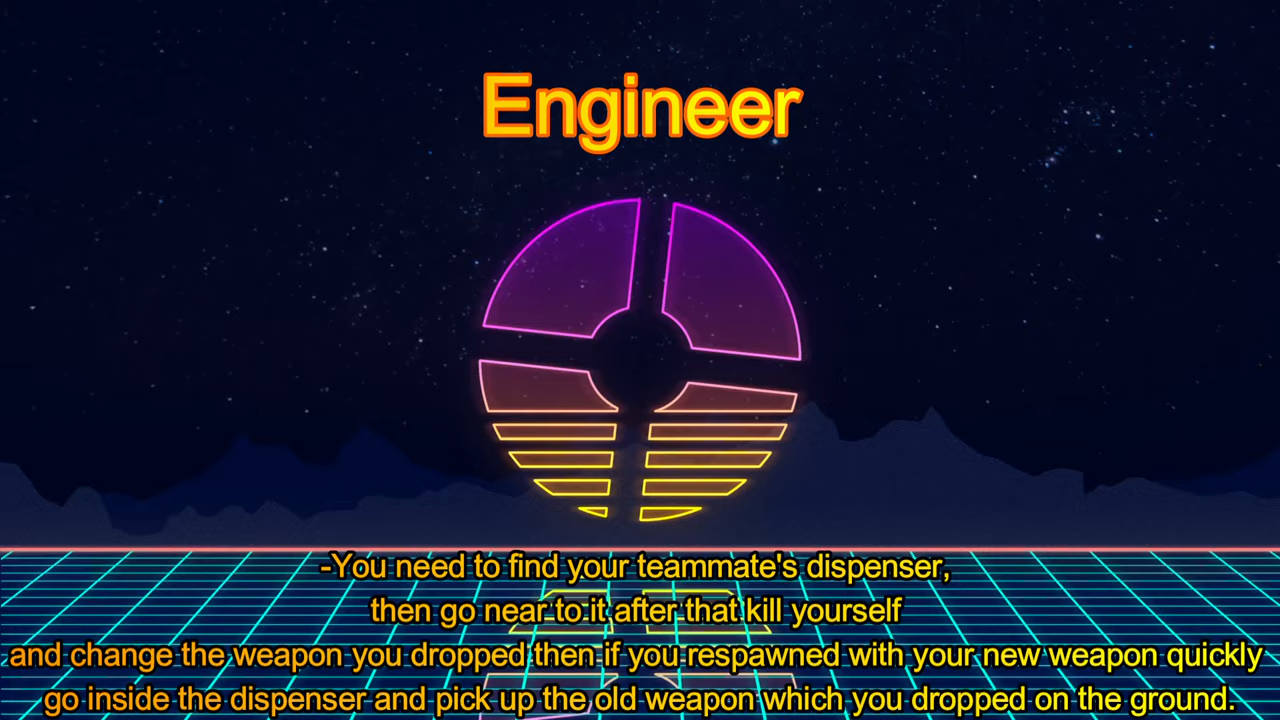 Engineer
-You need to find your teammate's dispenser,
then go near to it after that kill yourself
and change the weapon you dropped then if you respawned with your new weapon quickly
go inside the dispenser and pick up the old weapon which you dropped on the ground.